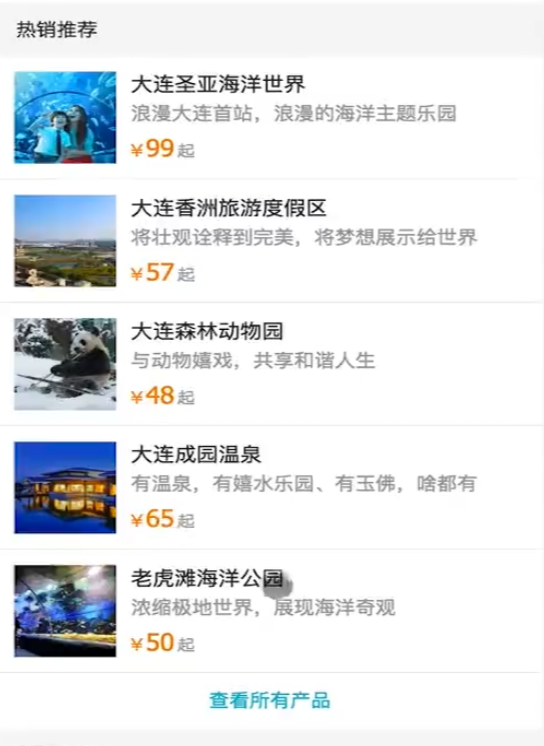 热销推荐
大连圣亚海洋世界
浪漫大连首站，浪漫的海洋主题乐园
¥99起
大连香洲旅游度假区
将壮观诠释到完美，将梦想展示给世界
¥57起
大连森林动物园
与动物嬉戏，共享和谐人生
¥48起
大连成园温泉
有温泉，有嬉水乐园、有玉佛，啥都有
¥65起
老虎滩海洋公园
浓缩极地世界，展现海洋奇观
¥50起
查看所有产品